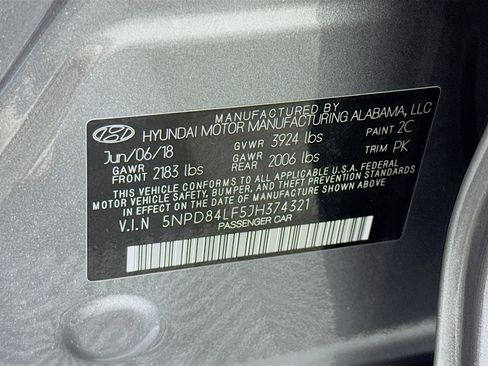 MANUFACTURED BY
HYUNDAI MOTOR MANUFACTURING ALABAMA, LLC
Jun/06/18 GVWR 3924 lbs PAINT 2C
GAWR FRONT 2183 lbs GAWR REAR 2006 lbs TRIM PK
THIS VEHICLE CONFORMS TO ALL APPLICABLE U.S.A. FEDERAL
MOTOR VEHICLE SAFETY, BUMPER, AND THEFT PREVENTION STANDARDS
IN EFFECT ON THE DATE OF MANUFACTURE SHOWN ABOVE.
V.I.N 5NPD84LF5JH374321
PASSENGER CAR